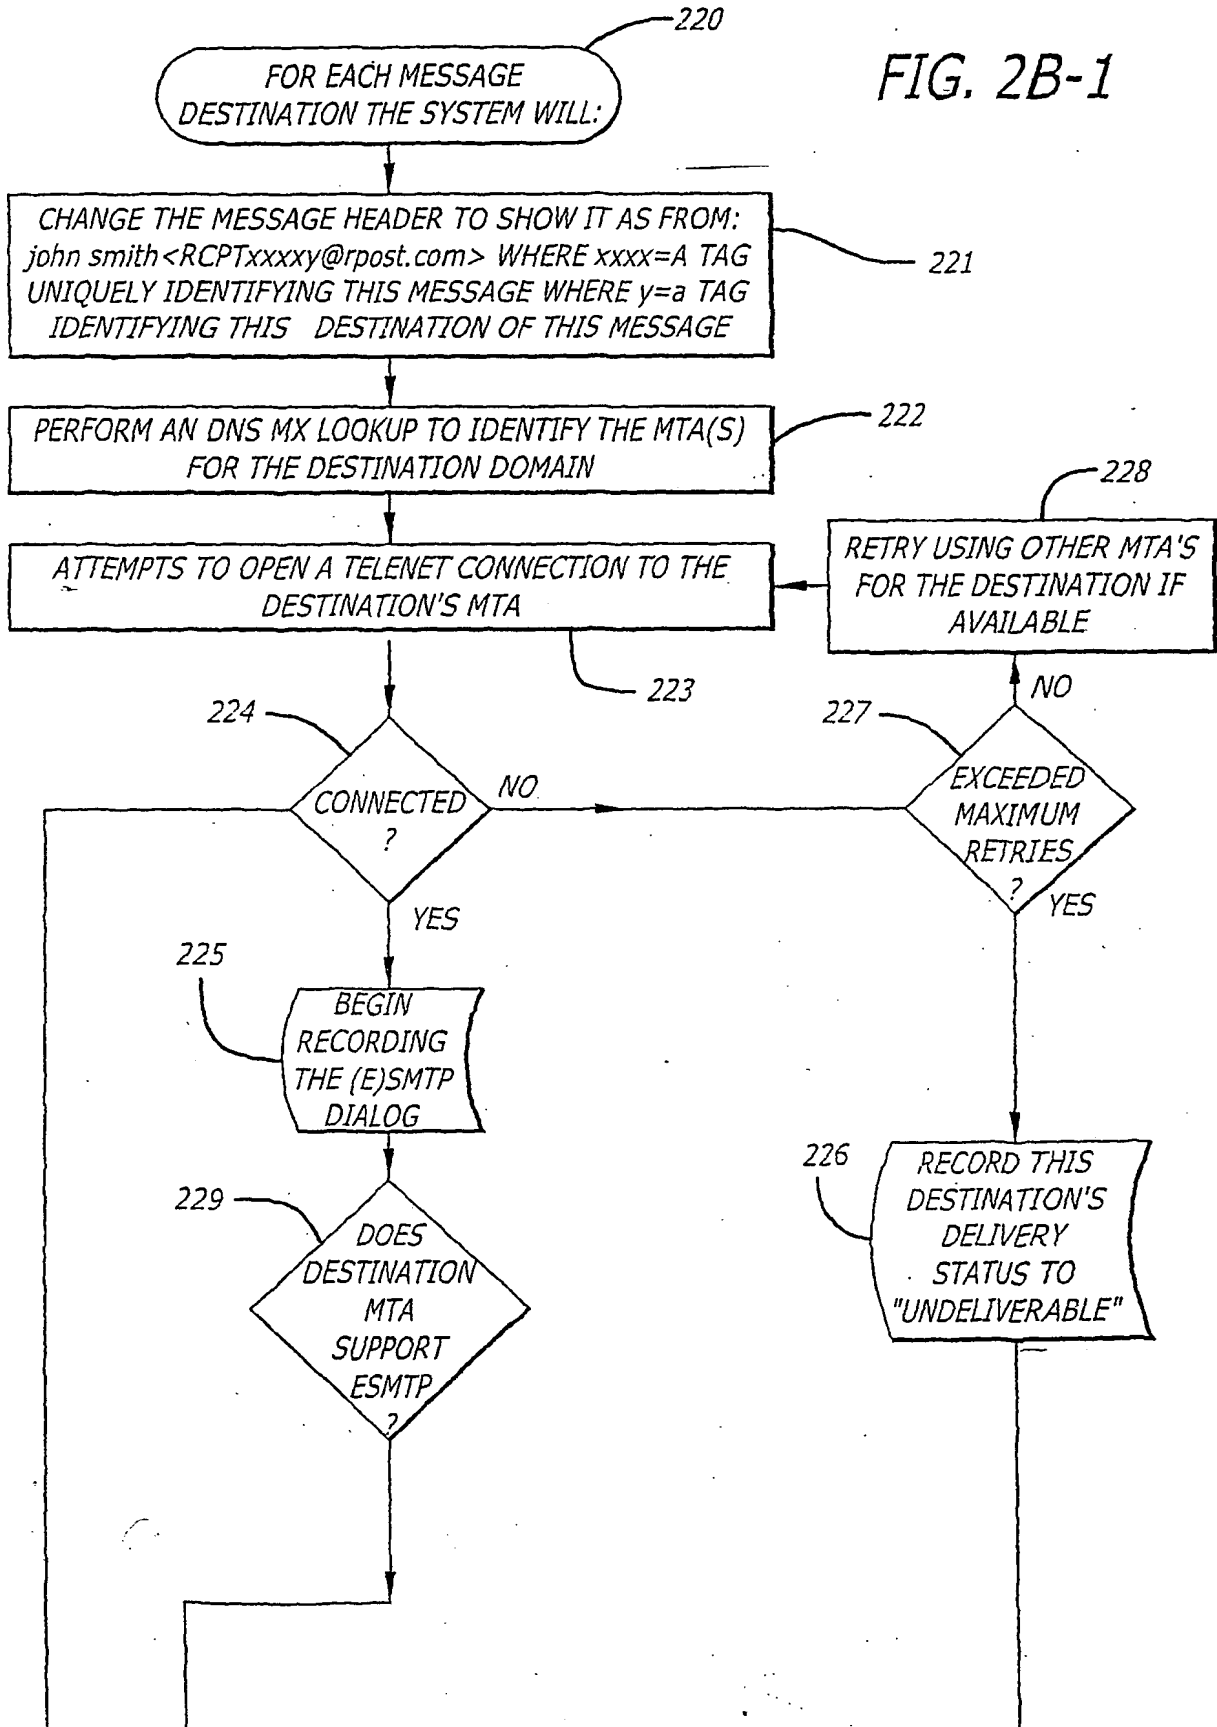 220
FIG. 2B-1
FOR EACH MESSAGE
DESTINATION THE SYSTEM WILL:
CHANGE THE MESSAGE HEADER TO SHOW IT AS FROM:
john smith<RCPTxxxxy@rpost.com> WHERE xxxx=A TAG
UNIQUELY IDENTIFYING THIS MESSAGE WHERE y=a TAG
IDENTIFYING THIS DESTINATION OF THIS MESSAGE
221
PERFORM AN DNS MX LOOKUP TO IDENTIFY THE MTA(S)
FOR THE DESTINATION DOMAIN
222
228
ATTEMPTS TO OPEN A TELENET CONNECTION TO THE
DESTINATION'S MTA
RETRY USING OTHER MTA'S
FOR THE DESTINATION IF
AVAILABLE
223
NO
224
227
CONNECTED
?
NO
EXCEEDED
MAXIMUM
RETRIES
?
YES
YES
225
BEGIN
RECORDING
THE (E)SMTP
DIALOG
226
RECORD THIS
DESTINATION'S
DELIVERY
STATUS TO
"UNDELIVERABLE"
229
DOES
DESTINATION
MTA
SUPPORT
ESMTP
?